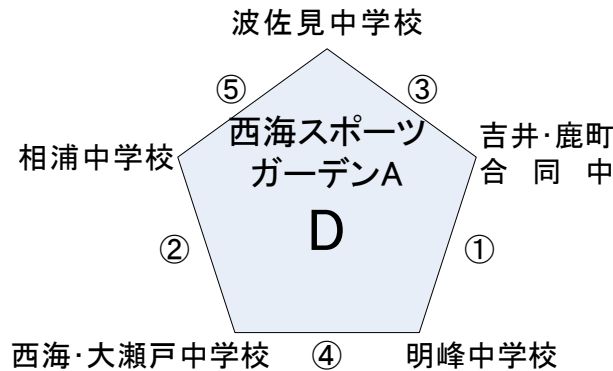 波佐見中学校
⑤
③
西海スポーツ
ガーデンA
D
相浦中学校
吉井・鹿町
合同中
②
①
西海・大瀬戸中学校
④
明峰中学校